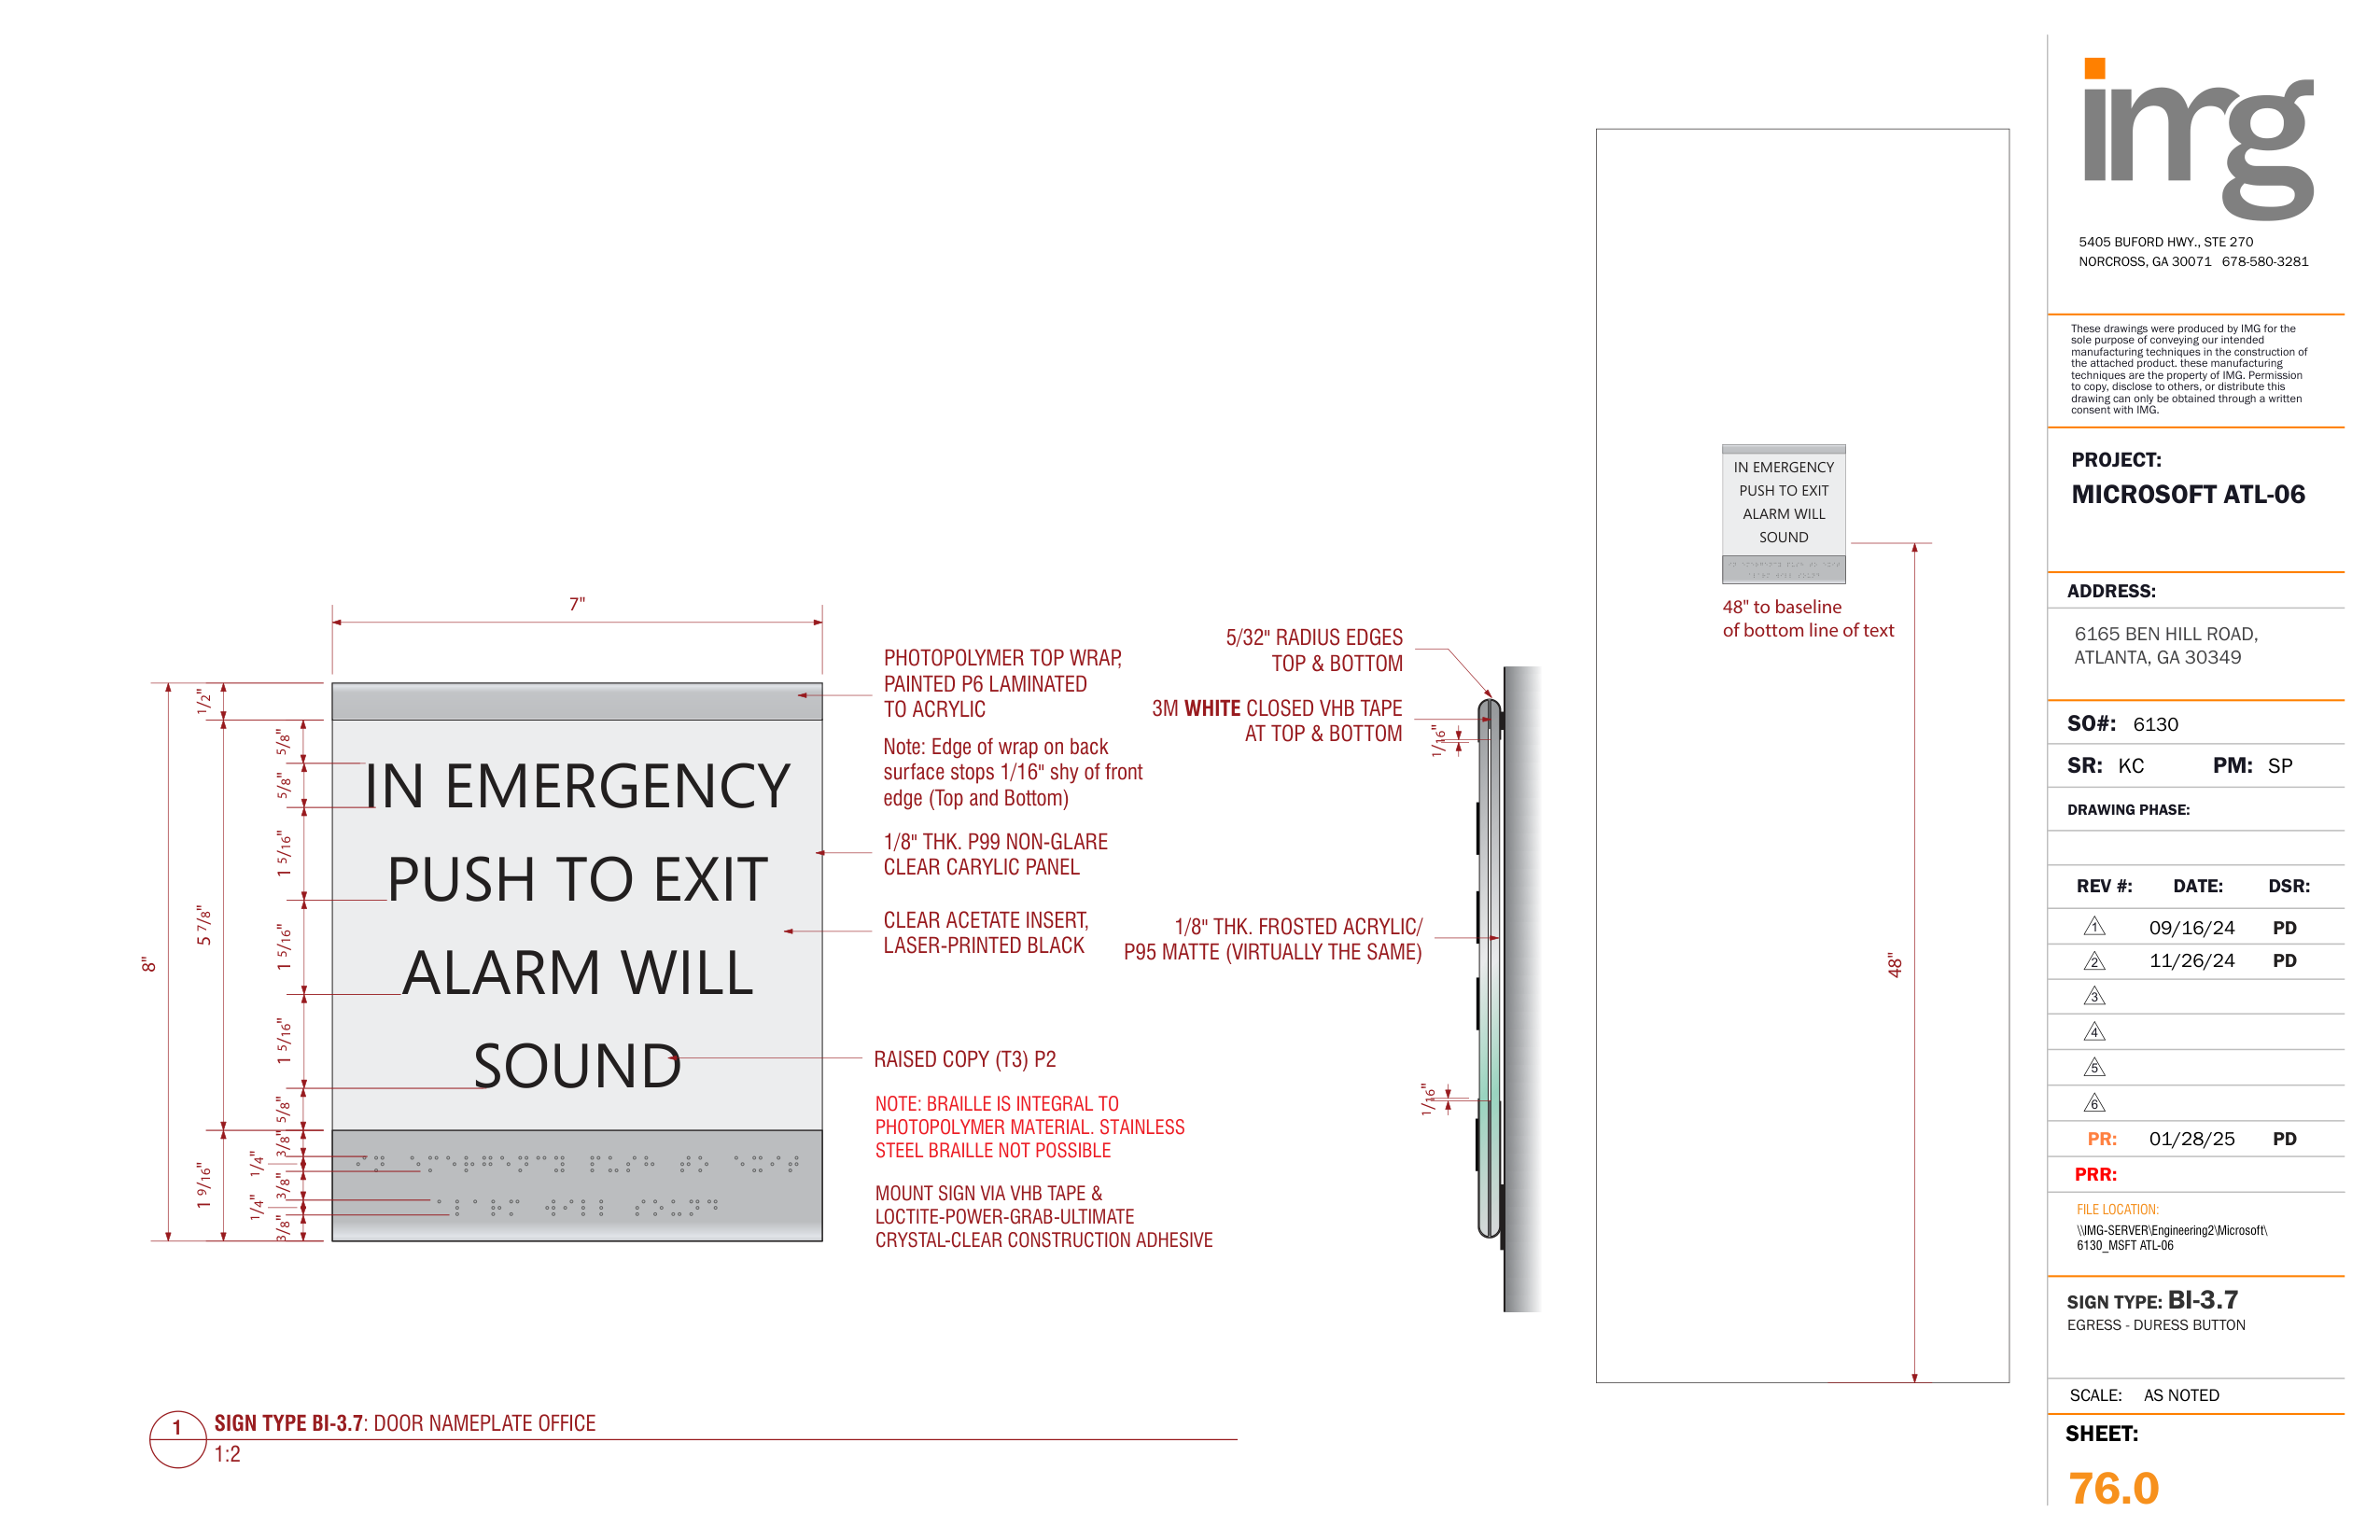 7"
8"
1/2"
5 7/8"
1 9/16"
5/8"
5/8"
1 5/16"
1 5/16"
1 5/16"
5/8"
3/8"
1/4"
3/8"
1/4"
3/8"
IN EMERGENCY
PUSH TO EXIT
ALARM WILL
SOUND
PHOTOPOLYMER TOP WRAP,
PAINTED P6 LAMINATED
TO ACRYLIC
Note: Edge of wrap on back
surface stops 1/16" shy of front
edge (Top and Bottom)
1/8" THK. P99 NON-GLARE
CLEAR CARYLIC PANEL
CLEAR ACETATE INSERT,
LASER-PRINTED BLACK
RAISED COPY (T3) P2
NOTE: BRAILLE IS INTEGRAL TO
PHOTOPOLYMER MATERIAL. STAINLESS
STEEL BRAILLE NOT POSSIBLE
MOUNT SIGN VIA VHB TAPE &
LOCTITE-POWER-GRAB-ULTIMATE
CRYSTAL-CLEAR CONSTRUCTION ADHESIVE
5/32" RADIUS EDGES
TOP & BOTTOM
3M WHITE CLOSED VHB TAPE
AT TOP & BOTTOM
1/16"
1/8" THK. FROSTED ACRYLIC/
P95 MATTE (VIRTUALLY THE SAME)
1/16"
IN EMERGENCY
PUSH TO EXIT
ALARM WILL
SOUND
48" to baseline
of bottom line of text
48"
1
SIGN TYPE BI-3.7: DOOR NAMEPLATE OFFICE
1:2
img
5405 BUFORD HWY., STE 270
NORCROSS, GA 30071 678-580-3281
These drawings were produced by IMG for the
sole purpose of conveying our intended
manufacturing techniques in the construction of
the attached product. these manufacturing
techniques are the property of IMG. Permission
to copy, disclose to others, or distribute this
drawing can only be obtained through a written
consent with IMG.
PROJECT:
MICROSOFT ATL-06
ADDRESS:
6165 BEN HILL ROAD,
ATLANTA, GA 30349
SO#: 6130
SR: KC PM: SP
DRAWING PHASE:
REV #: DATE: DSR:
1 09/16/24 PD
2 11/26/24 PD
3
4
5
6
PR: 01/28/25 PD
PRR:
FILE LOCATION:
\\IMG-SERVER\Engineering2\Microsoft\
6130_MSFT ATL-06
SIGN TYPE: BI-3.7
EGRESS - DURESS BUTTON
SCALE: AS NOTED
SHEET:
76.0